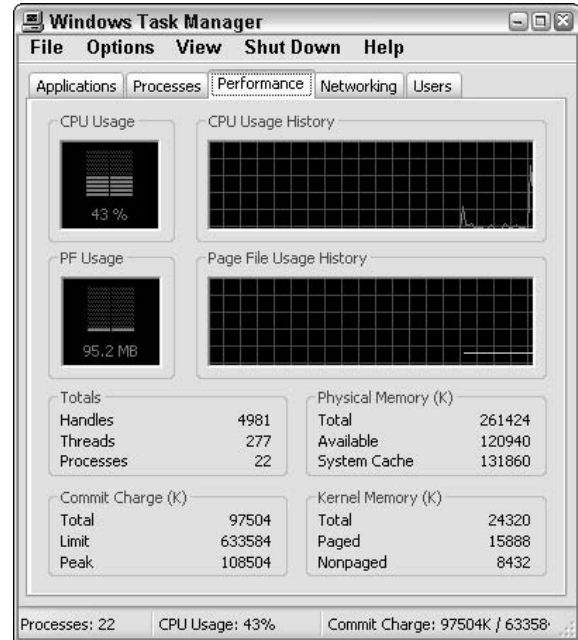 Windows Task Manager
File Options View Shut Down Help
Applications Processes Performance Networking Users
CPU Usage CPU Usage History
43 %
PF Usage Page File Usage History
95.2 MB
Totals Physical Memory (K)
Handles 4981 Total 261424
Threads 277 Available 120940
Processes 22 System Cache 131860
Commit Charge (K) Kernel Memory (K)
Total 97504 Total 24320
Limit 633584 Paged 15888
Peak 108504 Nonpaged 8432
Processes: 22 CPU Usage: 43% Commit Charge: 97504K / 63358